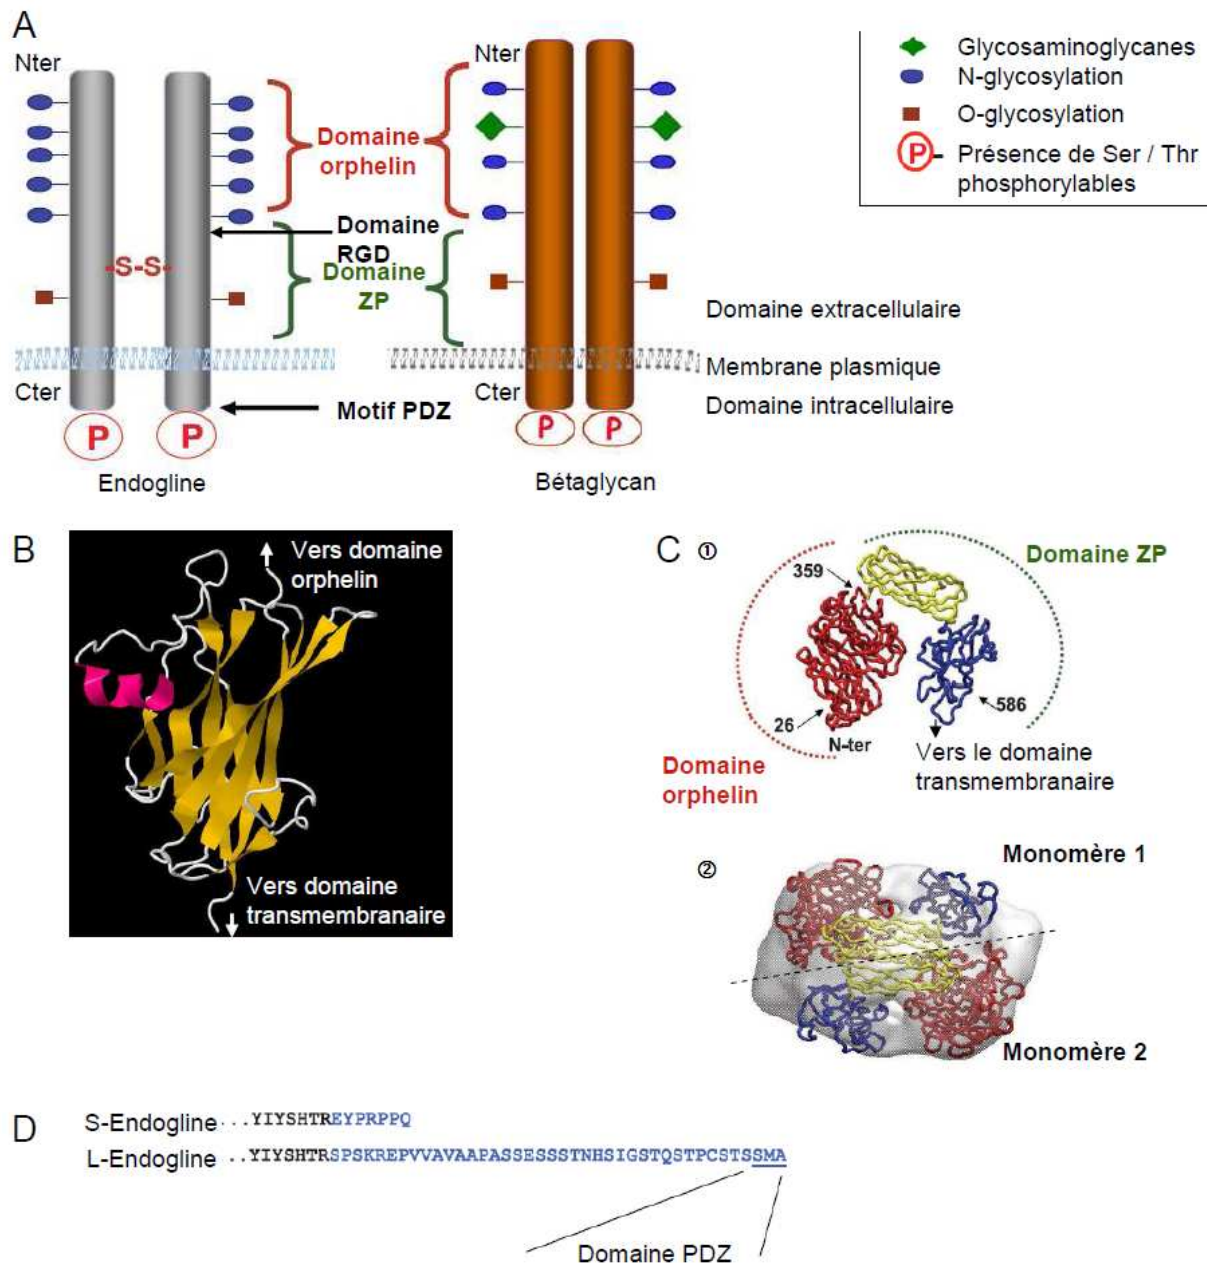 A
Nter
Nter
Domaine
orphelin
Domaine
RGD
Domaine
ZP
-S-S-
Cter
Cter
Motif PDZ
P
P
P
P
Endogline
Bétaglycan
Domaine extracellulaire
Membrane plasmique
Domaine intracellulaire
Glycosaminoglycanes
N-glycosylation
O-glycosylation
P
Présence de Ser / Thr
phosphorylables
B
Vers domaine
orphelin
Vers domaine
transmembranaire
C
①
Domaine ZP
359
26
N-ter
586
Domaine
orphelin
Vers le domaine
transmembranaire
②
Monomère 1
Monomère 2
D
S-Endogline ...YIYSHTREYPRPPQ
L-Endogline ..YIYSHTRSPSKREPVVAVAAPASSESSSTNHSIGSTQSTPCSTSSMA
Domaine PDZ